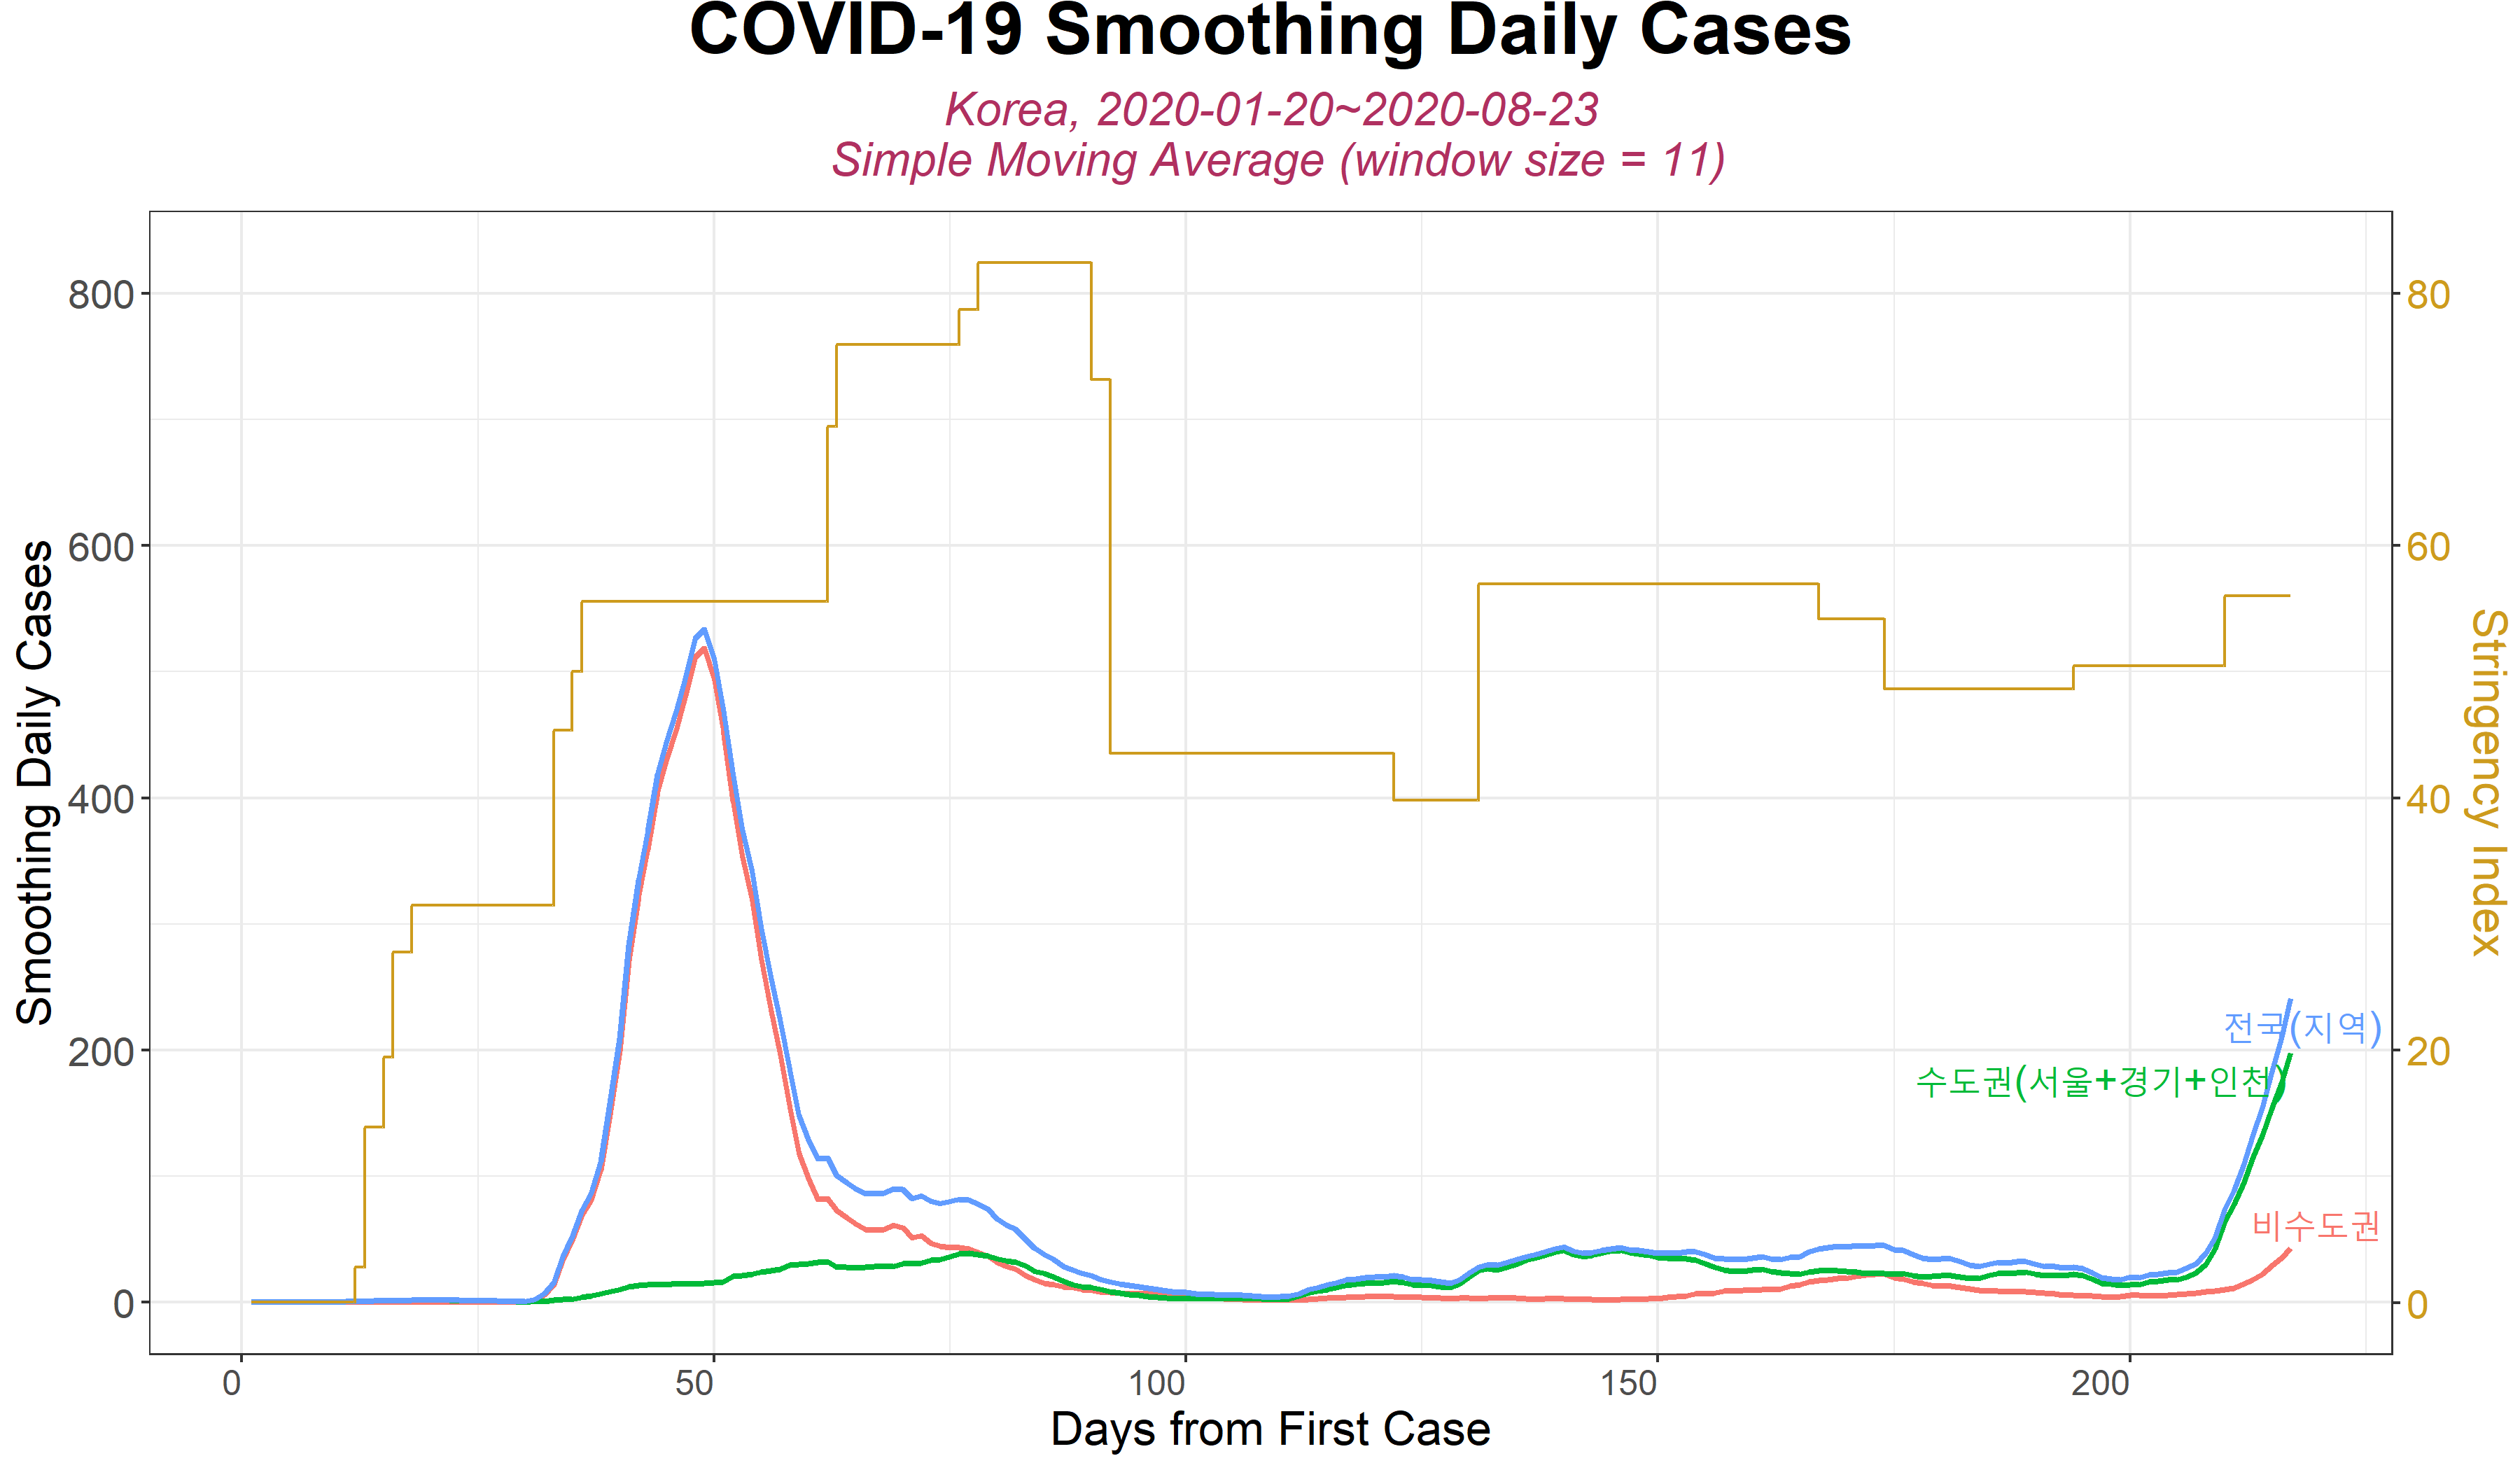 COVID-19 Smoothing Daily Cases
Korea, 2020-01-20~2020-08-23
Simple Moving Average (window size = 11)
Smoothing Daily Cases
800
600
400
200
0
80
60
40
20
0
Stringency Index
전국(지역)
수도권(서울+경기+인천)
비수도권
0
50
100
150
200
Days from First Case